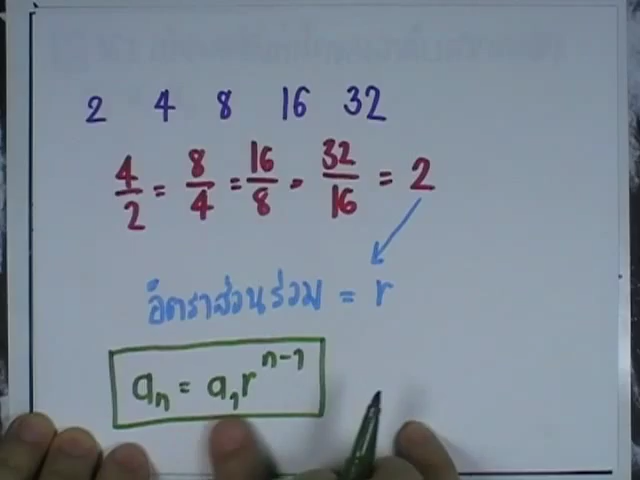 2 4 8 16 32
4/2 = 8/4 = 16/8 = 32/16 = 2
อัตราส่วนร่วม = r
aₙ = a₁rⁿ⁻¹